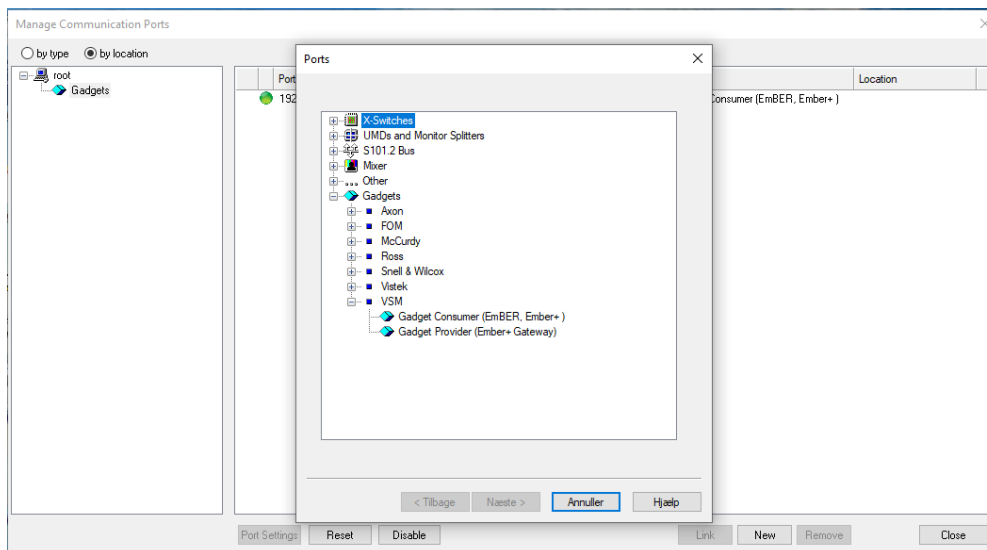 Manage Communication Ports
by type by location
root
Gadgets
Port
Location
192
Consumer (EmBER, Ember+ )
Ports
X-Switches
UMDs and Monitor Splitters
S101.2 Bus
Mixer
Other
Gadgets
Axon
FOM
McCurdy
Ross
Snell & Wilcox
Vistek
VSM
Gadget Consumer (EmBER, Ember+ )
Gadget Provider (Ember+ Gateway)
< Tilbage Næste > Annuller Hjælp
Port Settings Reset Disable Link New Remove Close